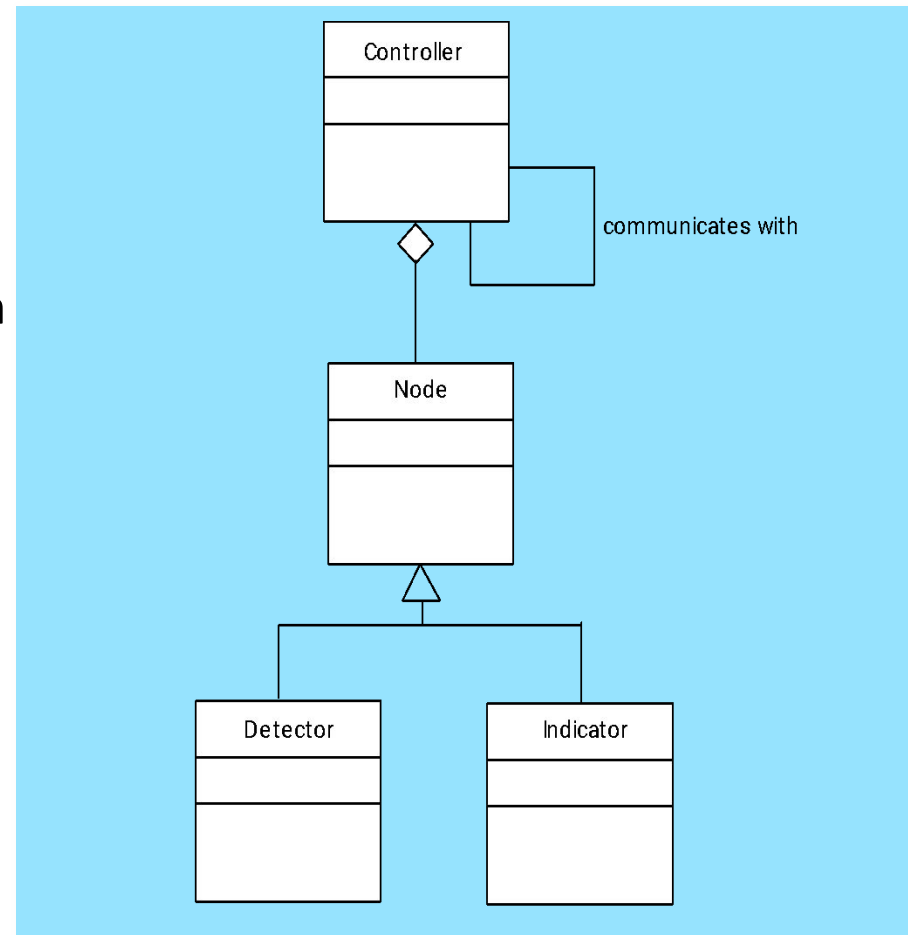 Controller
communicates with
Node
Detector
Indicator